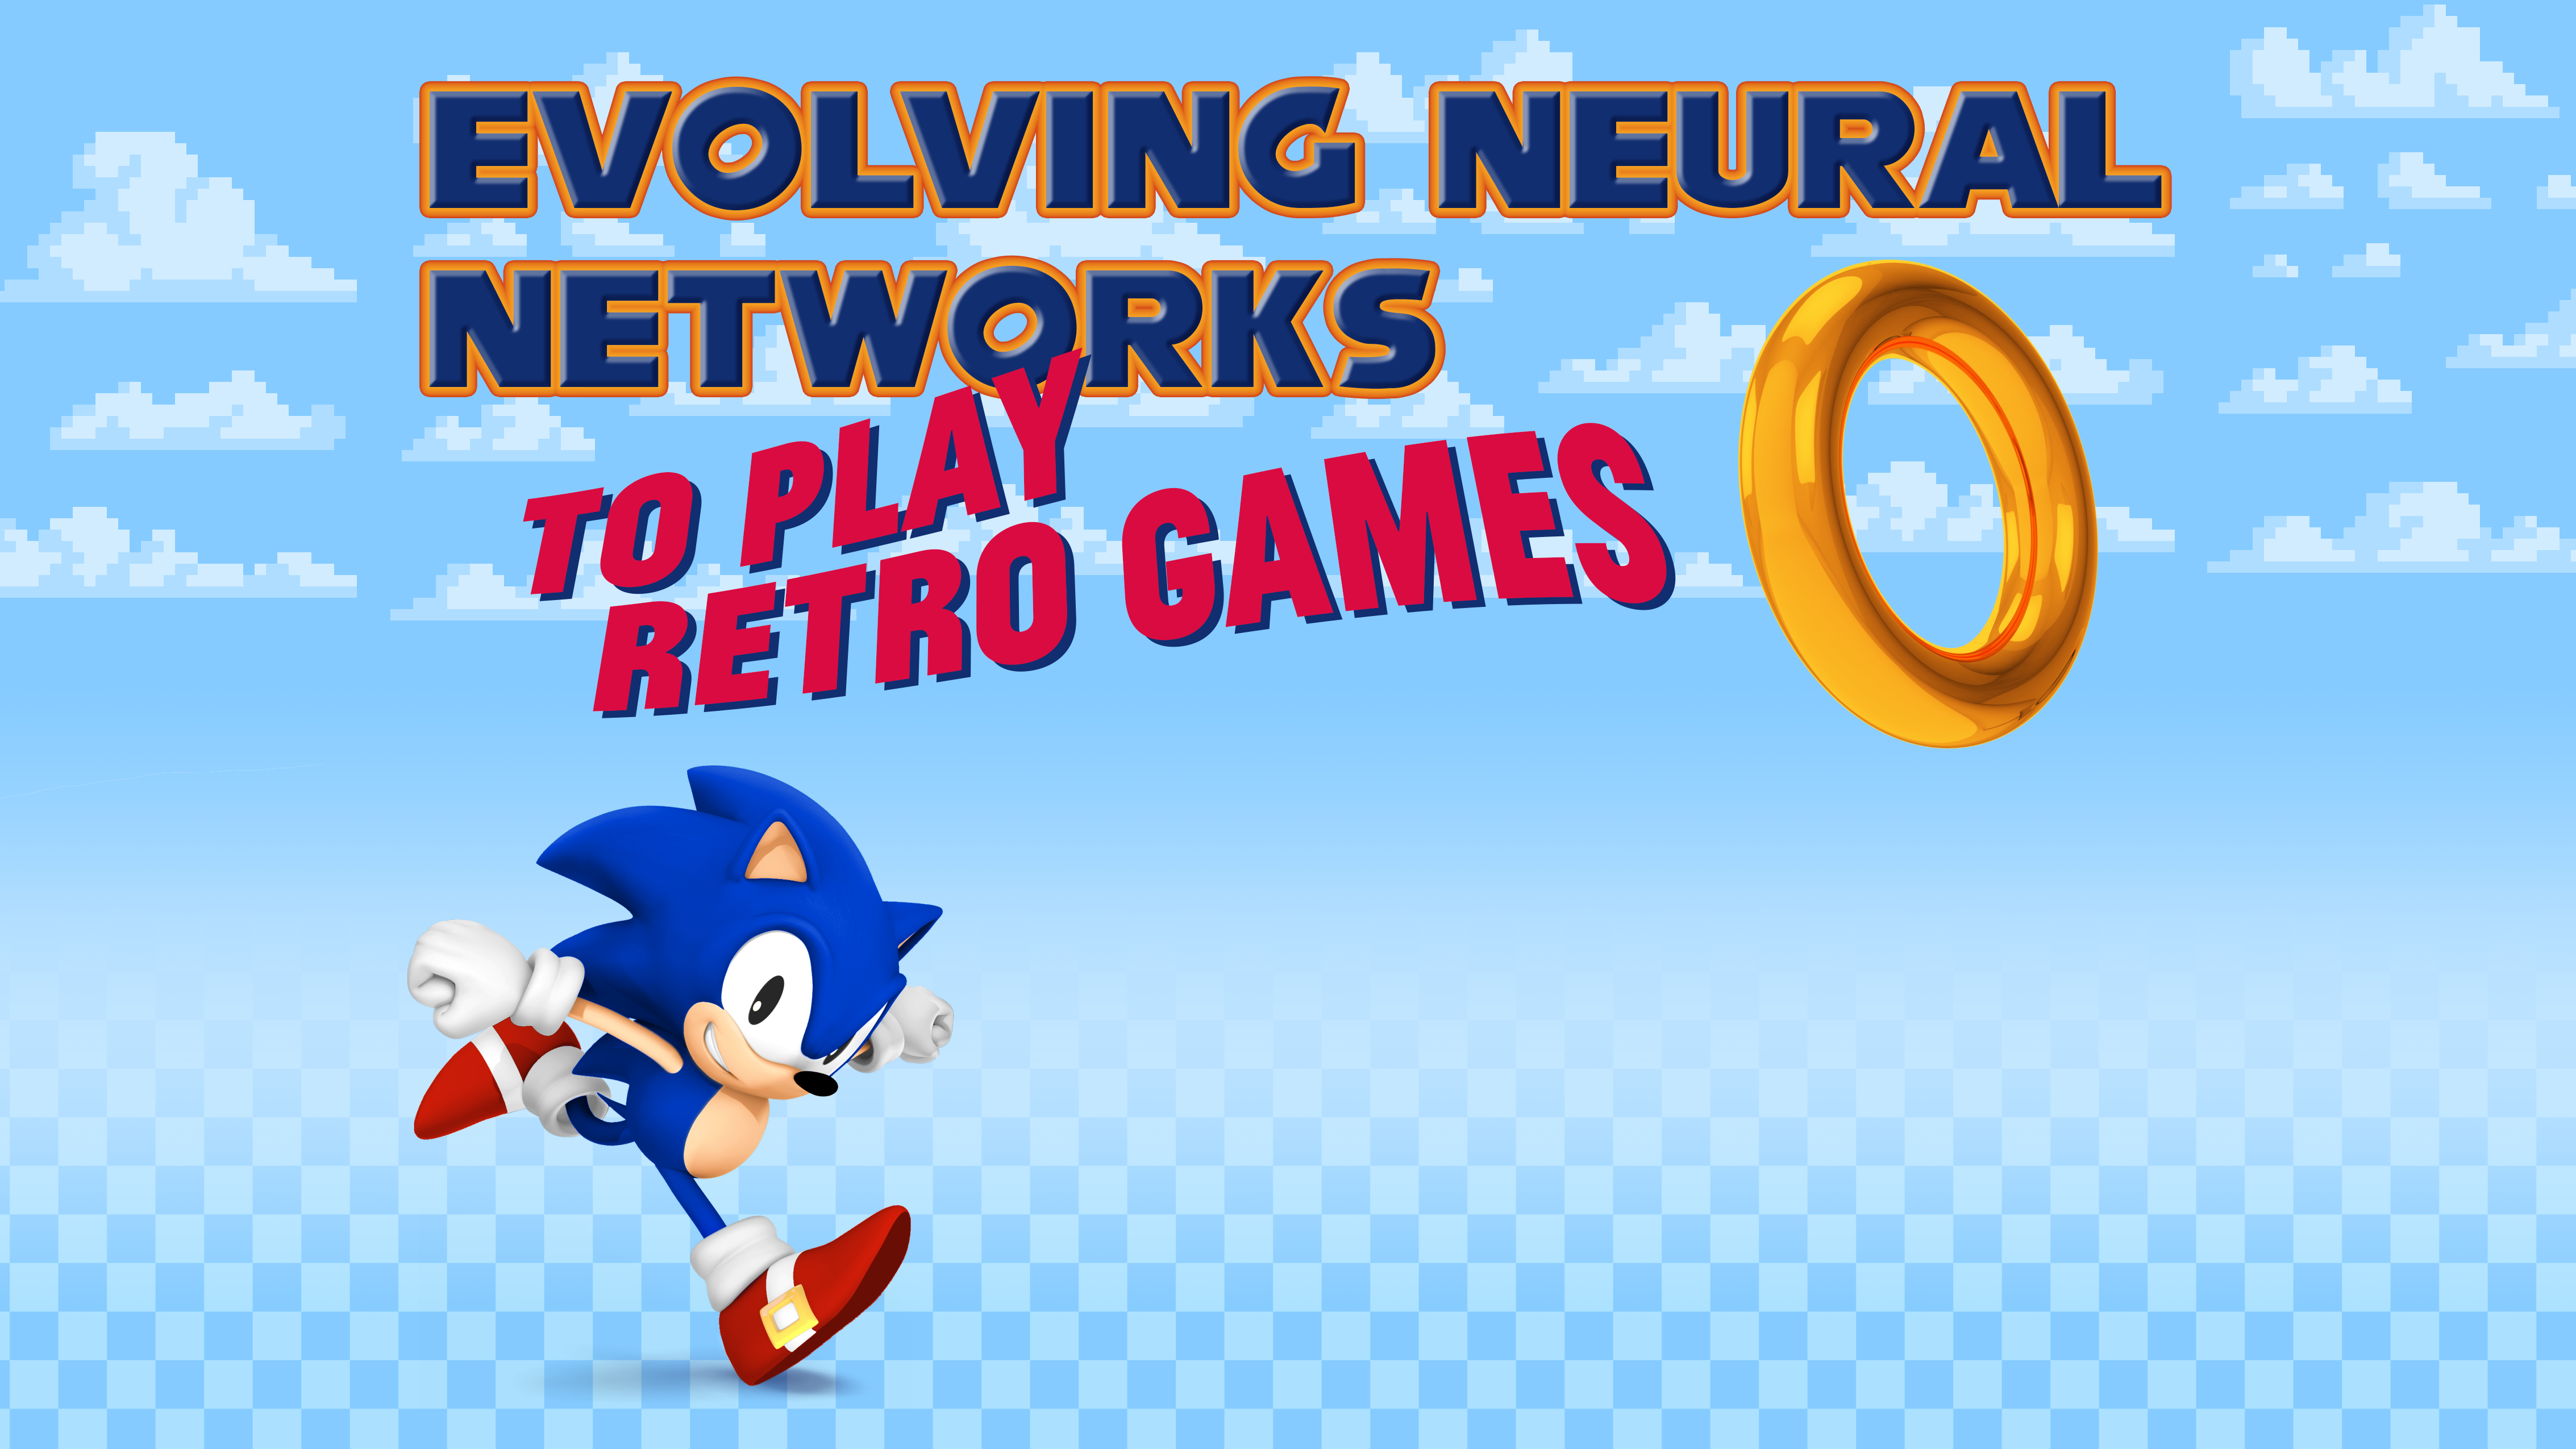 EVOLVING NEURAL
NETWORKS
TO PLAY
RETRO GAMES